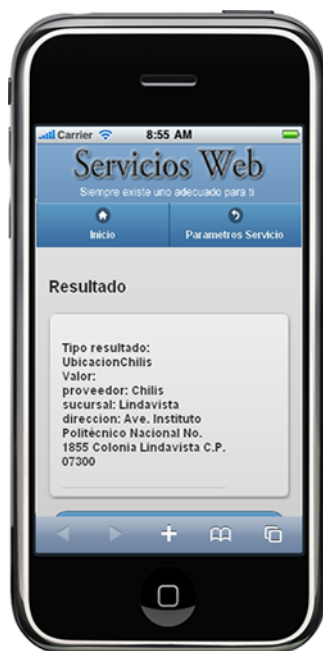 Carrier 8:55 AM
Servicios Web
Siempre existe uno adecuado para ti
Inicio Parametros Servicio
Resultado
Tipo resultado:
UbicacionChilis
Valor:
proveedor: Chilis
sucursal: Lindavista
direccion: Ave. Instituto
Politécnico Nacional No.
1855 Colonia Lindavista C.P.
07300